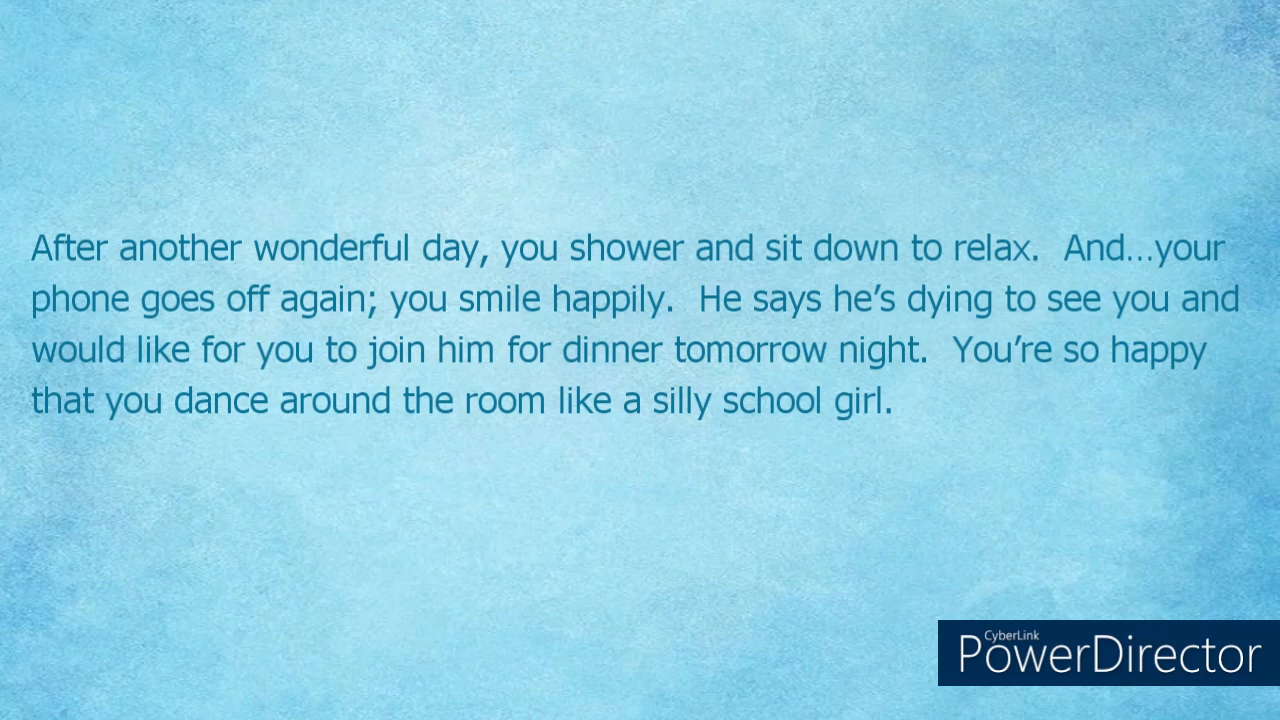 After another wonderful day, you shower and sit down to relax.  And…your
phone goes off again; you smile happily.  He says he’s dying to see you and
would like for you to join him for dinner tomorrow night.  You’re so happy
that you dance around the room like a silly school girl.
CyberLink
PowerDirector